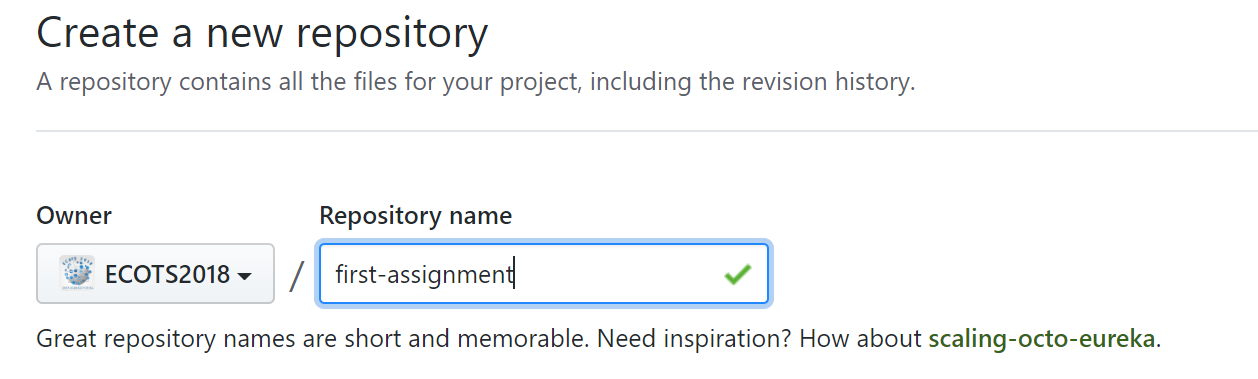 Create a new repository
A repository contains all the files for your project, including the revision history.
Owner
Repository name
ECOTS2018
/
first-assignment
Great repository names are short and memorable. Need inspiration? How about scaling-octo-eureka.